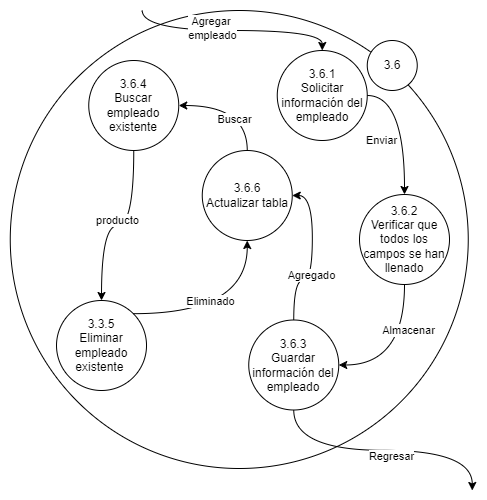 Agregar
empleado
3.6
3.6.1
Solicitar
información del
empleado
3.6.4
Buscar
empleado
existente
Buscar
Enviar
3.6.6
Actualizar tabla
3.6.2
Verificar que
todos los
campos se han
llenado
producto
Agregado
Eliminado
3.3.5
Eliminar
empleado
existente
Almacenar
3.6.3
Guardar
información del
empleado
Regresar